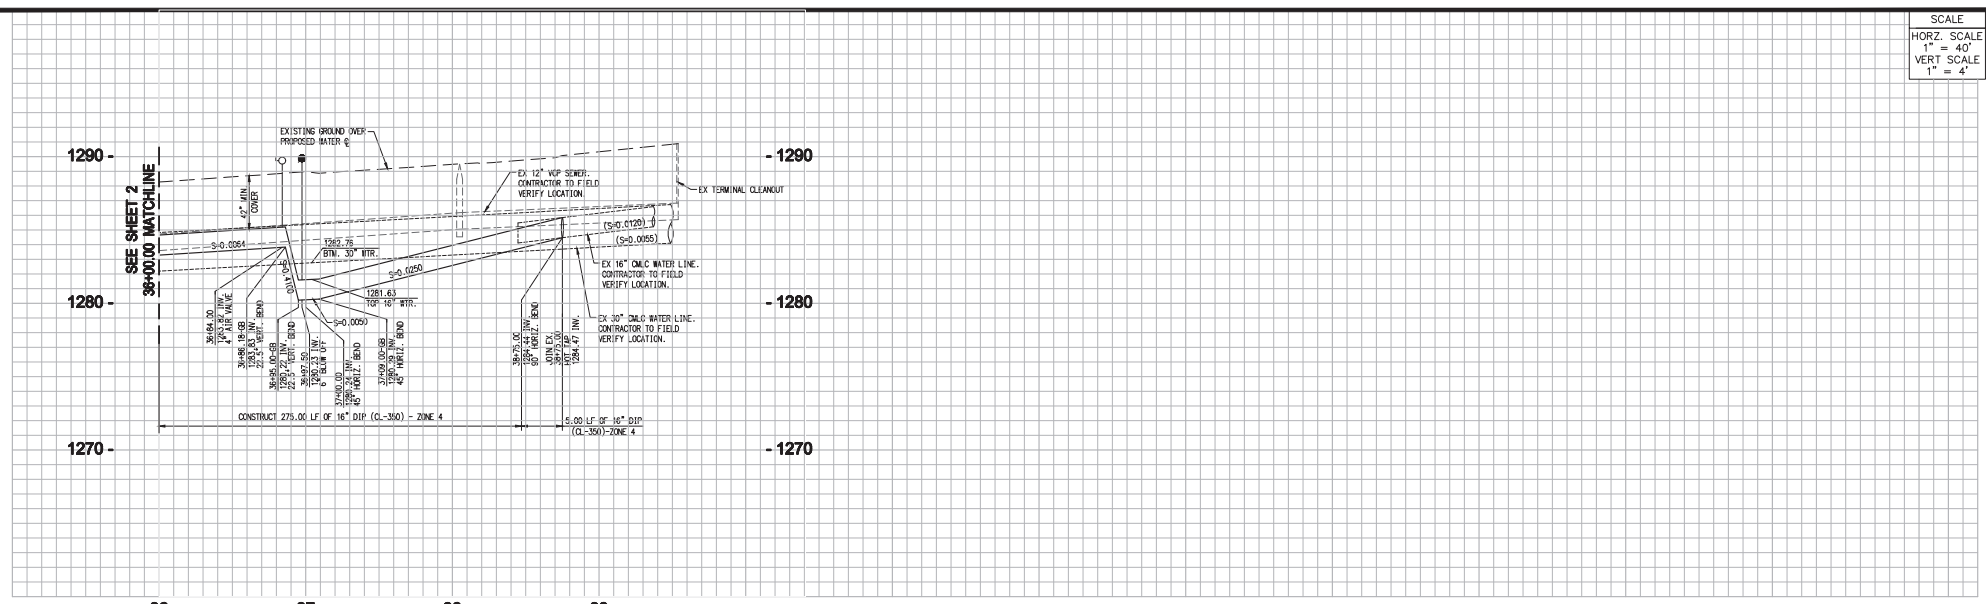 SCALE
HORZ. SCALE
1" = 40'
VERT SCALE
1" = 4'
EXISTING GROUND OVER
PROPOSED WATER ℄
1290 -
- 1290
SEE SHEET 2
36+00.00 MATCHLINE
42" MIN.
COVER
EX 12" VCP SEWER.
CONTRACTOR TO FIELD
VERIFY LOCATION.
EX TERMINAL CLEANOUT
S=0.0064
1282.76
BTM. 30" WTR.
(S=0.0120)
(S=0.0055)
S=0.4100
S=0.0250
EX 16" CMLC WATER LINE.
CONTRACTOR TO FIELD
VERIFY LOCATION.
1281.63
TOP 16" WTR.
1280 -
- 1280
S=0.0050
EX 30" CMLC WATER LINE.
CONTRACTOR TO FIELD
VERIFY LOCATION.
36+84.00
1283.82 INV.
4" AIR VALVE
36+86.18-GB
1283.83 INV.
22.5° VERT. BEND
36+95.00-GB
1280.22 INV.
22.5° VERT. BEND
36+97.50
1280.23 INV.
6" BLOW OFF
37+00.00
1280.24 INV.
45° HORIZ. BEND
37+09.00-GB
1280.29 INV.
45° HORIZ. BEND
38+75.00
1284.44 INV.
90° HORIZ. BEND
JOIN EX.
38+75.00
HOT TAP
1284.47 INV.
CONSTRUCT 275.00 LF OF 16" DIP (CL-350) - ZONE 4
5.00 LF OF 16" DIP
(CL-350)-ZONE 4
1270 -
- 1270